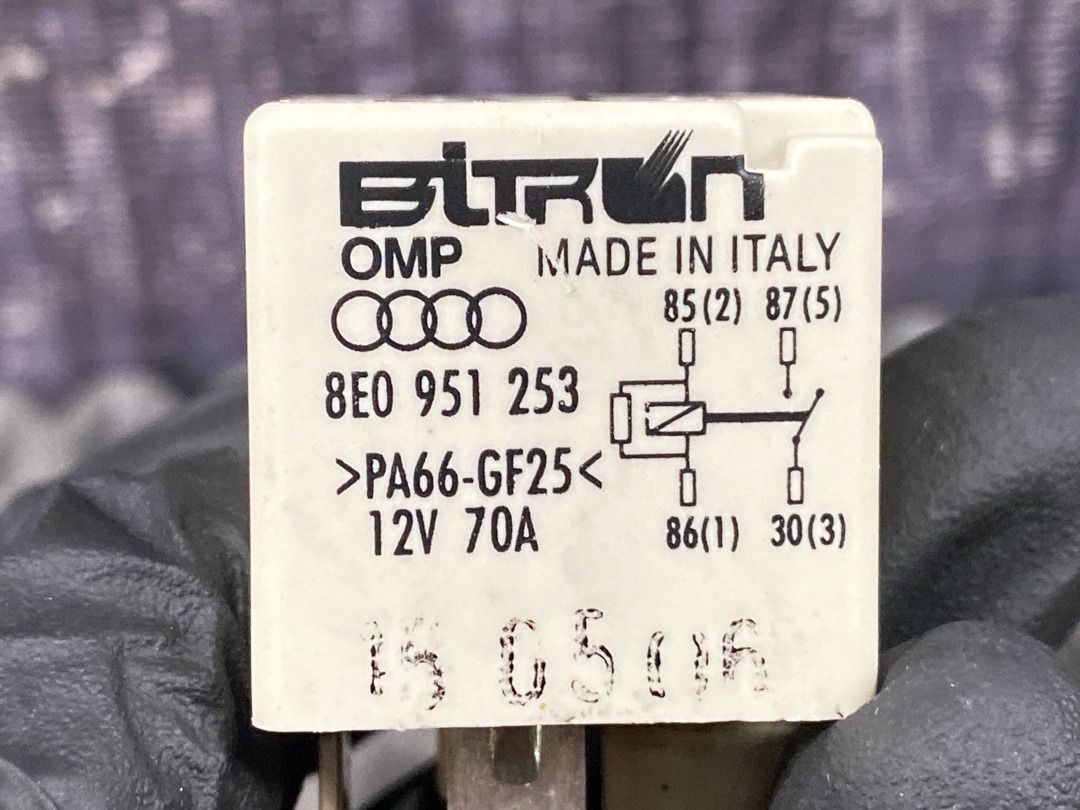 BiTRON
OMP MADE IN ITALY
85(2) 87(5)
8E0 951 253
>PA66-GF25<
12V 70A
86(1) 30(3)
15 05 06